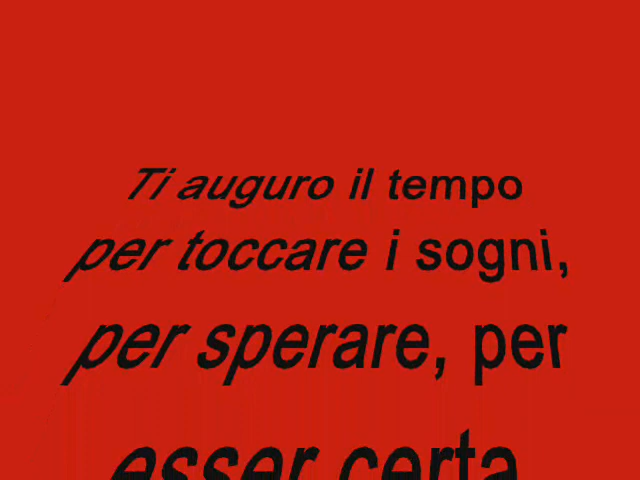 Ti auguro il tempo
per toccare i sogni,
per sperare, per
esser certa